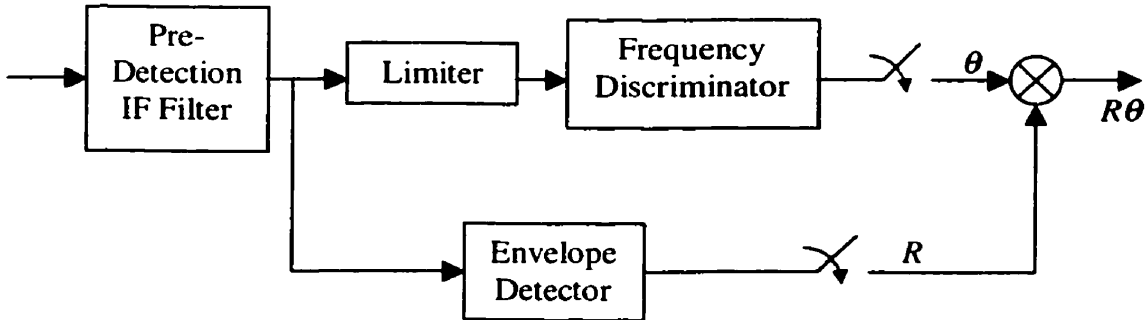 Pre-
Detection
IF Filter
Limiter
Frequency
Discriminator
θ
Rθ
Envelope
Detector
R